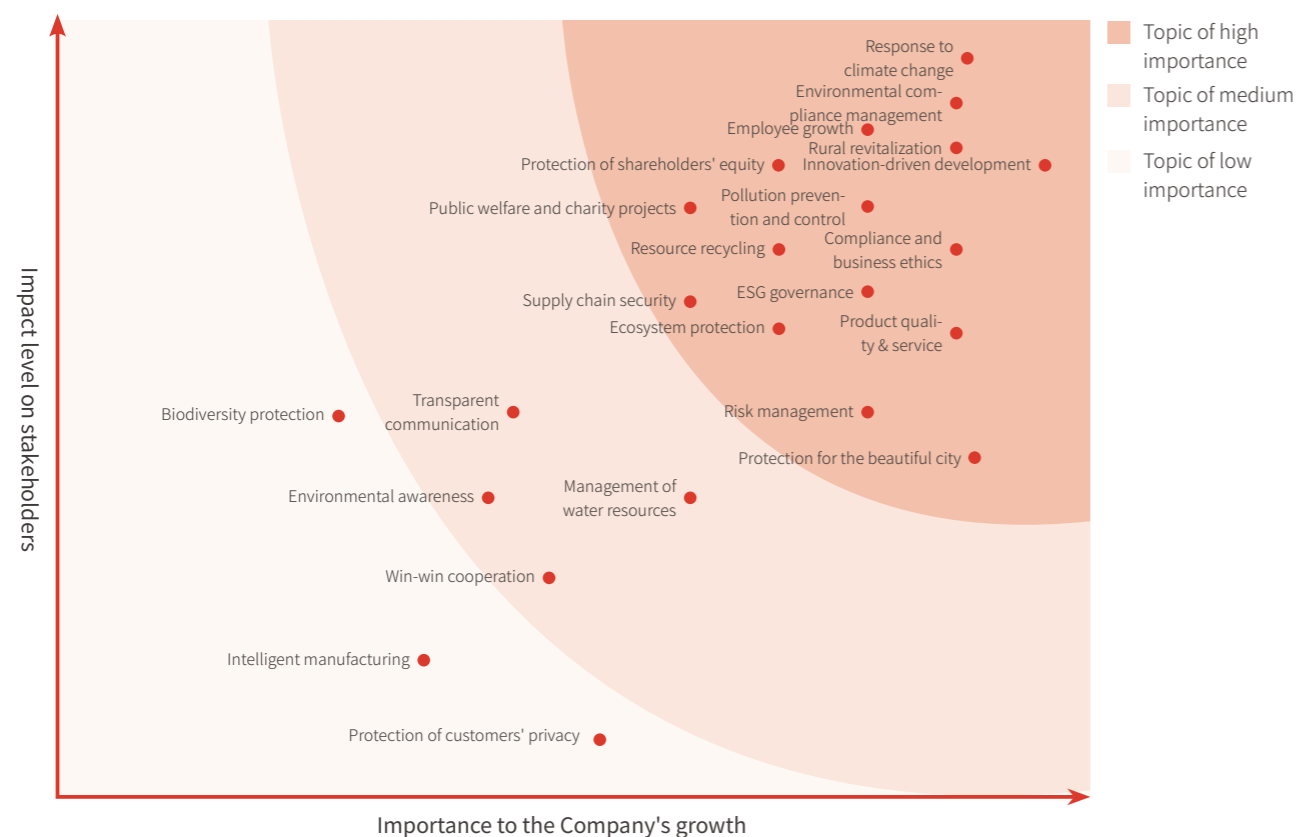 Response to
climate change
Environmental com-
pliance management
Employee growth
Rural revitalization
Protection of shareholders' equity
Innovation-driven development
Pollution preven-
tion and control
Public welfare and charity projects
Resource recycling
Compliance and
business ethics
ESG governance
Supply chain security
Ecosystem protection
Product quali-
ty & service
Biodiversity protection
Transparent
communication
Risk management
Protection for the beautiful city
Environmental awareness
Management of
water resources
Win-win cooperation
Intelligent manufacturing
Protection of customers' privacy
Impact level on stakeholders
Importance to the Company's growth
Topic of high
importance
Topic of medium
importance
Topic of low
importance